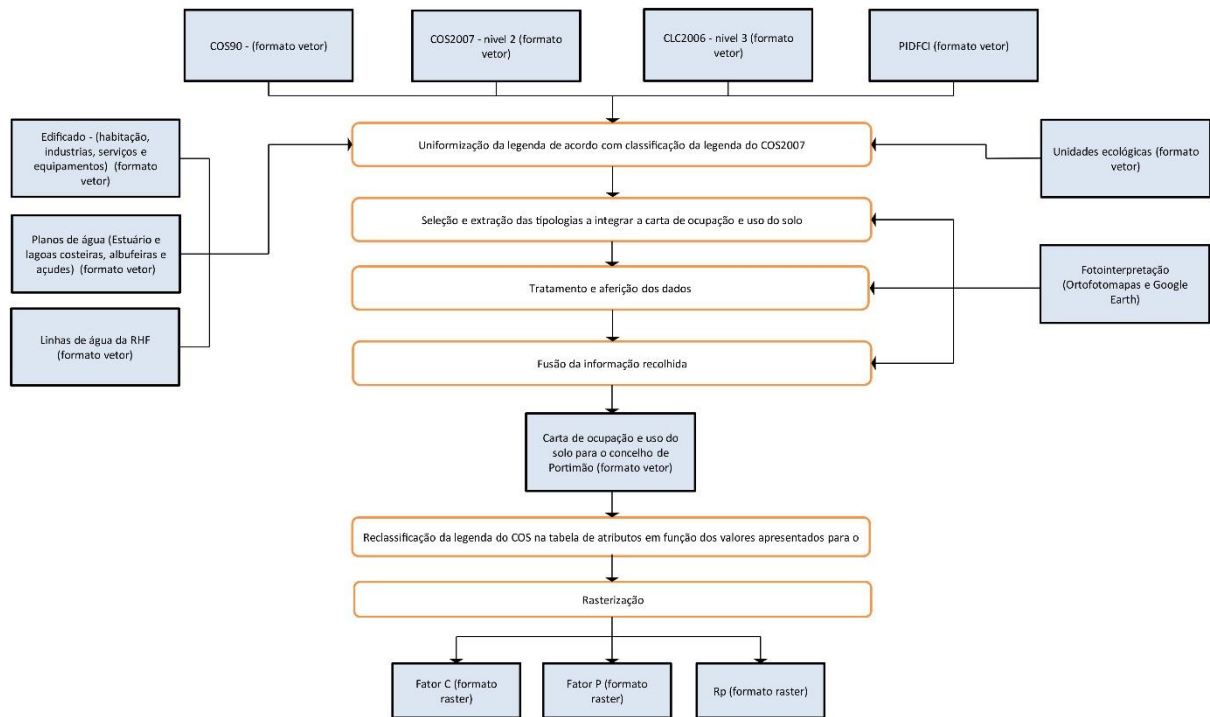 COS90 - (formato vetor)
COS2007 - nivel 2 (formato
vetor)
CLC2006 - nivel 3 (formato
vetor)
PIDFCI (formato vetor)
Edificado - (habitação,
industrias, serviços e
equipamentos) (formato
vetor)
Uniformização da legenda de acordo com classificação da legenda do COS2007
Unidades ecológicas (formato
vetor)
Seleção e extração das tipologias a integrar a carta de ocupação e uso do solo
Planos de água (Estuário e
lagoas costeiras, albufeiras e
açudes) (formato vetor)
Tratamento e aferição dos dados
Fotointerpretação
(Ortofotomapas e Google
Earth)
Linhas de água da RHF
(formato vetor)
Fusão da informação recolhida
Carta de ocupação e uso do
solo para o concelho de
Portimão (formato vetor)
Reclassificação da legenda do COS na tabela de atributos em função dos valores apresentados para o
Rasterização
Fator C (formato
raster)
Fator P (formato
raster)
Rp (formato raster)